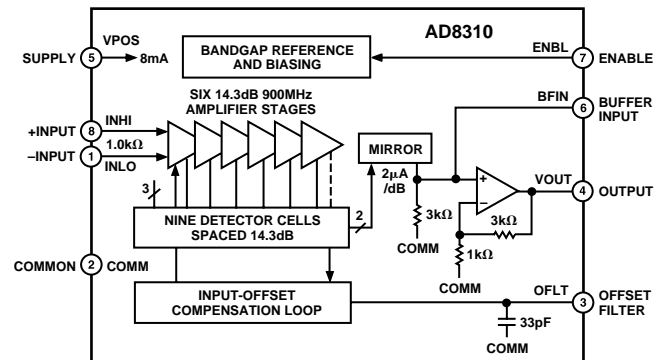 AD8310
SUPPLY
5
VPOS
8mA
BANDGAP REFERENCE
AND BIASING
ENBL
7
ENABLE
SIX 14.3dB 900MHz
AMPLIFIER STAGES
BFIN
6
BUFFER
INPUT
+INPUT
8
INHI
1.0kΩ
–INPUT
1
INLO
MIRROR
2μA
/dB
3
NINE DETECTOR CELLS
SPACED 14.3dB
2
3kΩ
COMM
+
–
VOUT
4
OUTPUT
3kΩ
1kΩ
COMM
COMMON
2
COMM
INPUT-OFFSET
COMPENSATION LOOP
OFLT
3
OFFSET
FILTER
33pF
COMM